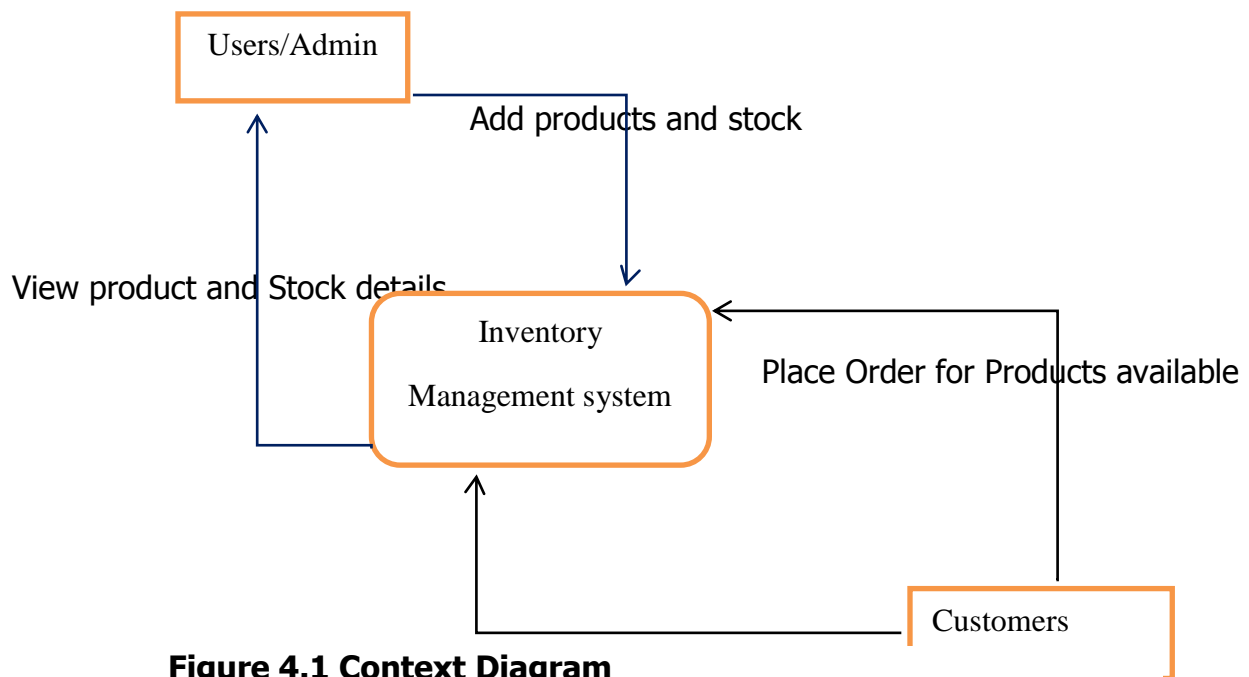 Users/Admin
Add products and stock
View product and Stock details
Inventory
Management system
Place Order for Products available
Customers
Figure 4.1 Context Diagram